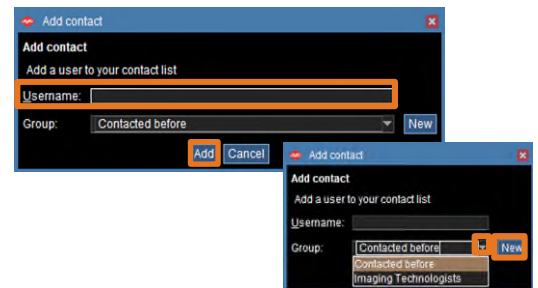 Add contact
Add contact
Add a user to your contact list
Username:
Group: Contacted before New
Add Cancel
Add contact
Add contact
Add a user to your contact list
Username:
Group: Contacted before New
Contacted before
Imaging Technologists